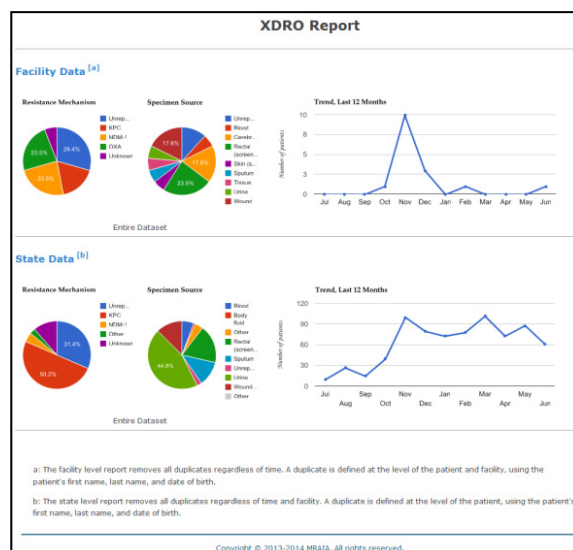 XDRO Report
Facility Data [a]
Resistance Mechanism
Unrep...
KPC
NDM-1
OXA
Unknown
29.4%
23.5%
23.5%
Specimen Source
Unrep...
Blood
Cerebr...
Rectal
(screen...
Skin (s...
Sputum
Tissue
Urine
Wound
17.6%
17.6%
23.5%
Trend, Last 12 Months
Number of patients
10
8
5
3
0
Jul Aug Sep Oct Nov Dec Jan Feb Mar Apr May Jun
Entire Dataset
State Data [b]
Resistance Mechanism
Unrep...
KPC
NDM-1
Other
Unknown
31.4%
50.2%
Specimen Source
Blood
Body
fluid
Other
Rectal
(screen...
Sputum
Unrep...
Urine
Wound...
Other
44.8%
Trend, Last 12 Months
Number of patients
120
90
60
30
0
Jul Aug Sep Oct Nov Dec Jan Feb Mar Apr May Jun
Entire Dataset
a: The facility level report removes all duplicates regardless of time. A duplicate is defined at the level of the patient and facility, using the
patient's first name, last name, and date of birth.
b: The state level report removes all duplicates regardless of time and facility. A duplicate is defined at the level of the patient, using the patient's
first name, last name, and date of birth.
Copyright © 2013-2014 MRAIA. All rights reserved.